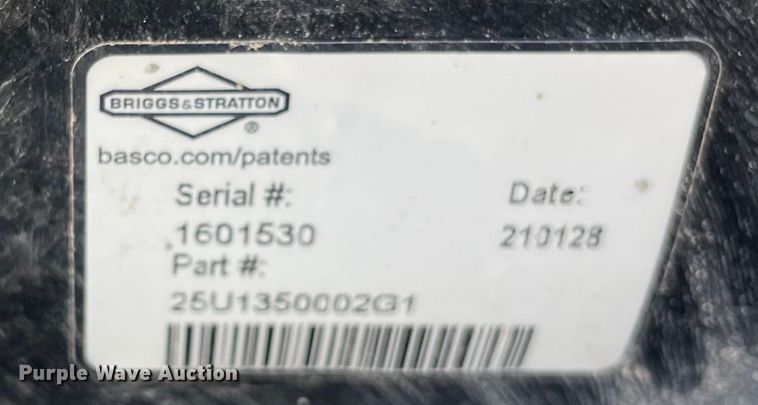 BRIGGS&STRATTON
®
basco.com/patents
Serial #: Date:
1601530 210128
Part #:
25U1350002G1
Purple Wave Auction